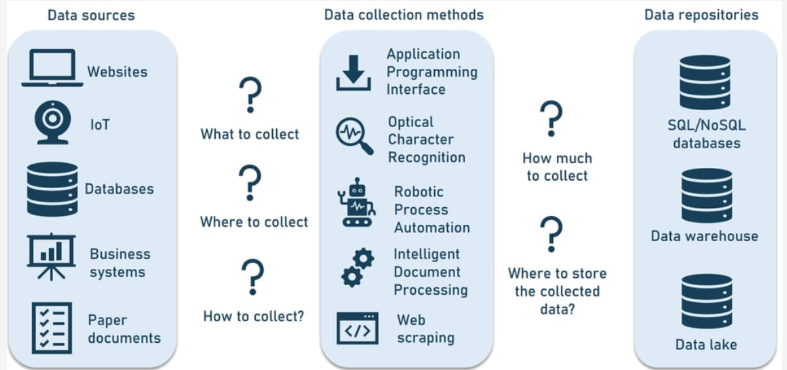 Data sources
Websites
IoT
Databases
Business
systems
Paper
documents
?
What to collect
?
Where to collect
?
How to collect?
Data collection methods
Application
Programming
Interface
Optical
Character
Recognition
Robotic
Process
Automation
Intelligent
Document
Processing
</>
Web
scraping
?
How much
to collect
?
Where to store
the collected
data?
Data repositories
SQL/NoSQL
databases
Data warehouse
Data lake